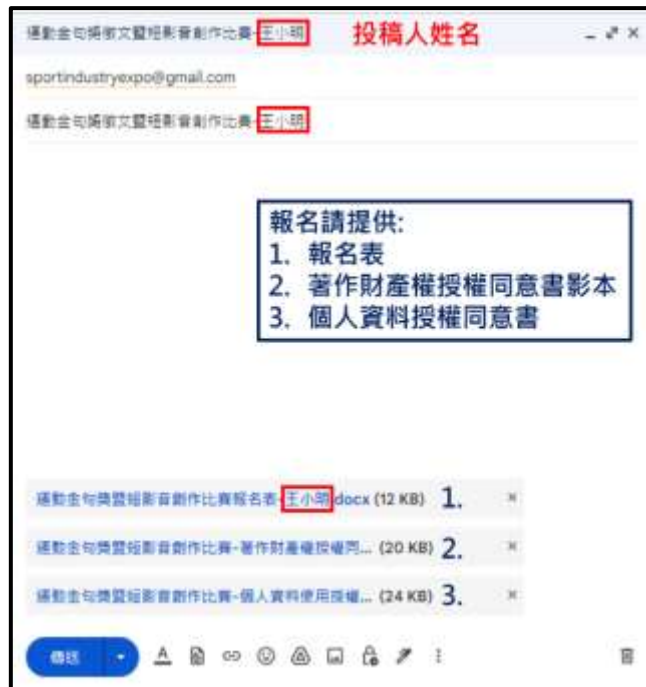 運動金句獎徵文暨短影音創作比賽-王小明 投稿人姓名
sportindustryexpo@gmail.com
運動金句獎徵文暨短影音創作比賽-王小明
報名請提供:
1. 報名表
2. 著作財產權授權同意書影本
3. 個人資料授權同意書
運動金句獎暨短影音創作比賽報名表-王小明.docx (12 KB) 1.
運動金句獎暨短影音創作比賽-著作財產權授權同... (20 KB) 2.
運動金句獎暨短影音創作比賽-個人資料使用授權... (24 KB) 3.
傳送